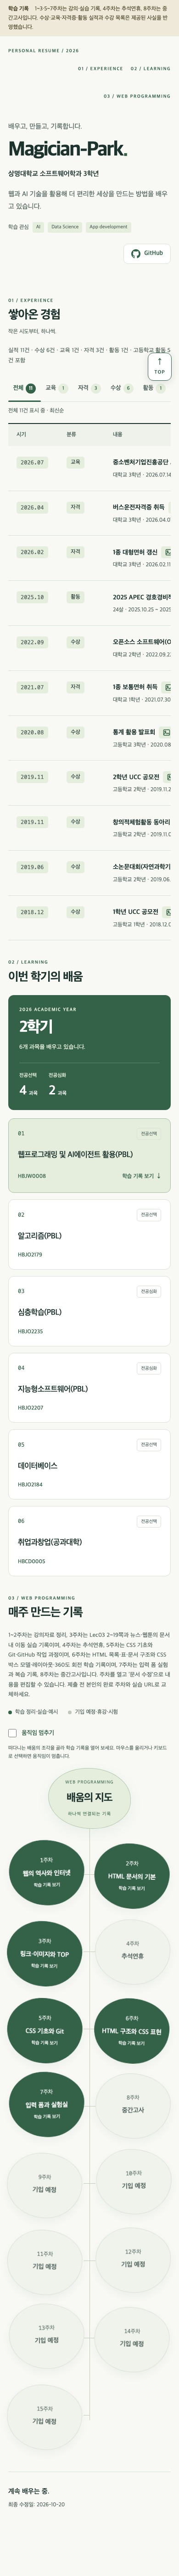 학습 기록 1~3·5~7주차는 강의·실습 기록, 4주차는 추석연휴, 8주차는 중
간고사입니다. 수상·교육·자격증·활동 실적과 수강 목록은 제공된 사실을 반
영했습니다.
PERSONAL RESUME / 2026
01 / EXPERIENCE 02 / LEARNING
03 / WEB PROGRAMMING
배우고, 만들고, 기록합니다.
Magician-Park.
상명대학교 소프트웨어학과 3학년
웹과 AI 기술을 활용해 더 편리한 세상을 만드는 방법을 배우
고 있습니다.
학습 관심 AI Data Science App development
GitHub
01 / EXPERIENCE
쌓아온 경험
작은 시도부터, 하나씩.
실적 11건 · 수상 6건 · 교육 1건 · 자격 3건 · 활동 1건 · 고등학교 활동 5
건 포함
↑
TOP
전체 11 교육 1 자격 3 수상 6 활동 1
전체 11건 표시 중 · 최신순
시기 분류 내용
2026.07 교육 중소벤처기업진흥공단
대학교 3학년 · 2026.07.14
2026.04 자격 버스운전자격증 취득
대학교 3학년 · 2026.04.0
2026.02 자격 1종 대형면허 갱신
대학교 3학년 · 2026.02.11
2025.10 활동 2025 APEC 경호경비
24살 · 2025.10.25 ~ 2025
2022.09 수상 오픈소스 소프트웨어(O
대학교 2학년 · 2022.09.2
2021.07 자격 1종 보통면허 취득
대학교 1학년 · 2021.07.30
2020.08 수상 통계 활용 발표회
고등학교 3학년 · 2020.08
2019.11 수상 2학년 UCC 공모전
고등학교 2학년 · 2019.11.2
2019.11 수상 창의적체험활동 동아리
고등학교 2학년 · 2019.11.0
2019.06 수상 소논문대회(자연과학기
고등학교 2학년 · 2019.06.
2018.12 수상 1학년 UCC 공모전
고등학교 1학년 · 2018.12.0
02 / LEARNING
이번 학기의 배움
2026 ACADEMIC YEAR
2학기
6개 과목을 배우고 있습니다.
전공선택 전공심화
4 과목 2 과목
01 전공선택
웹프로그래밍 및 AI에이전트 활용(PBL)
HBJW0008 학습 기록 보기 ↓
02 전공선택
알고리즘(PBL)
HBJO2179
03 전공심화
심층학습(PBL)
HBJO2235
04 전공심화
지능형소프트웨어(PBL)
HBJO2207
05 전공선택
데이터베이스
HBJO2184
06 전공선택
취업과창업(공과대학)
HBCD0005
03 / WEB PROGRAMMING
매주 만드는 기록
1~2주차는 강의자료 정리, 3주차는 Lec03 2~19쪽과 뉴스·웹툰의 문서
내 이동 실습 기록이며, 4주차는 추석연휴, 5주차는 CSS 기초와
Git·GitHub 작업 과정이며, 6주차는 HTML 목록·표·문서 구조와 CSS
박스 모델·레이아웃·360도 회전 학습 기록이며, 7주차는 입력 폼 실험실
과 복습 기록, 8주차는 중간고사입니다. 주차를 열고 '문서 수정'으로 내
용을 편집할 수 있습니다. 제출 전 본인의 완료 주차와 실습 URL로 교
체하세요.
학습 정리·실습·예시 기입 예정·휴강·시험
움직임 멈추기
떠다니는 배움의 조각을 골라 학습 기록을 열어 보세요. 마우스를 올리거나 키보드
로 선택하면 움직임이 멈춥니다.
WEB PROGRAMMING
배움의 지도
하나씩 연결되는 기록
1주차
웹의 역사와 인터넷
학습 기록 보기
2주차
HTML 문서의 기본
학습 기록 보기
3주차
링크·이미지와 TOP
학습 기록 보기
4주차
추석연휴
5주차
CSS 기초와 Git
학습 기록 보기
6주차
HTML 구조와 CSS 표현
학습 기록 보기
7주차
입력 폼과 실험실
학습 기록 보기
8주차
중간고사
9주차
기입 예정
10주차
기입 예정
11주차
기입 예정
12주차
기입 예정
13주차
기입 예정
14주차
기입 예정
15주차
기입 예정
계속 배우는 중.
최종 수정일: 2026-10-20